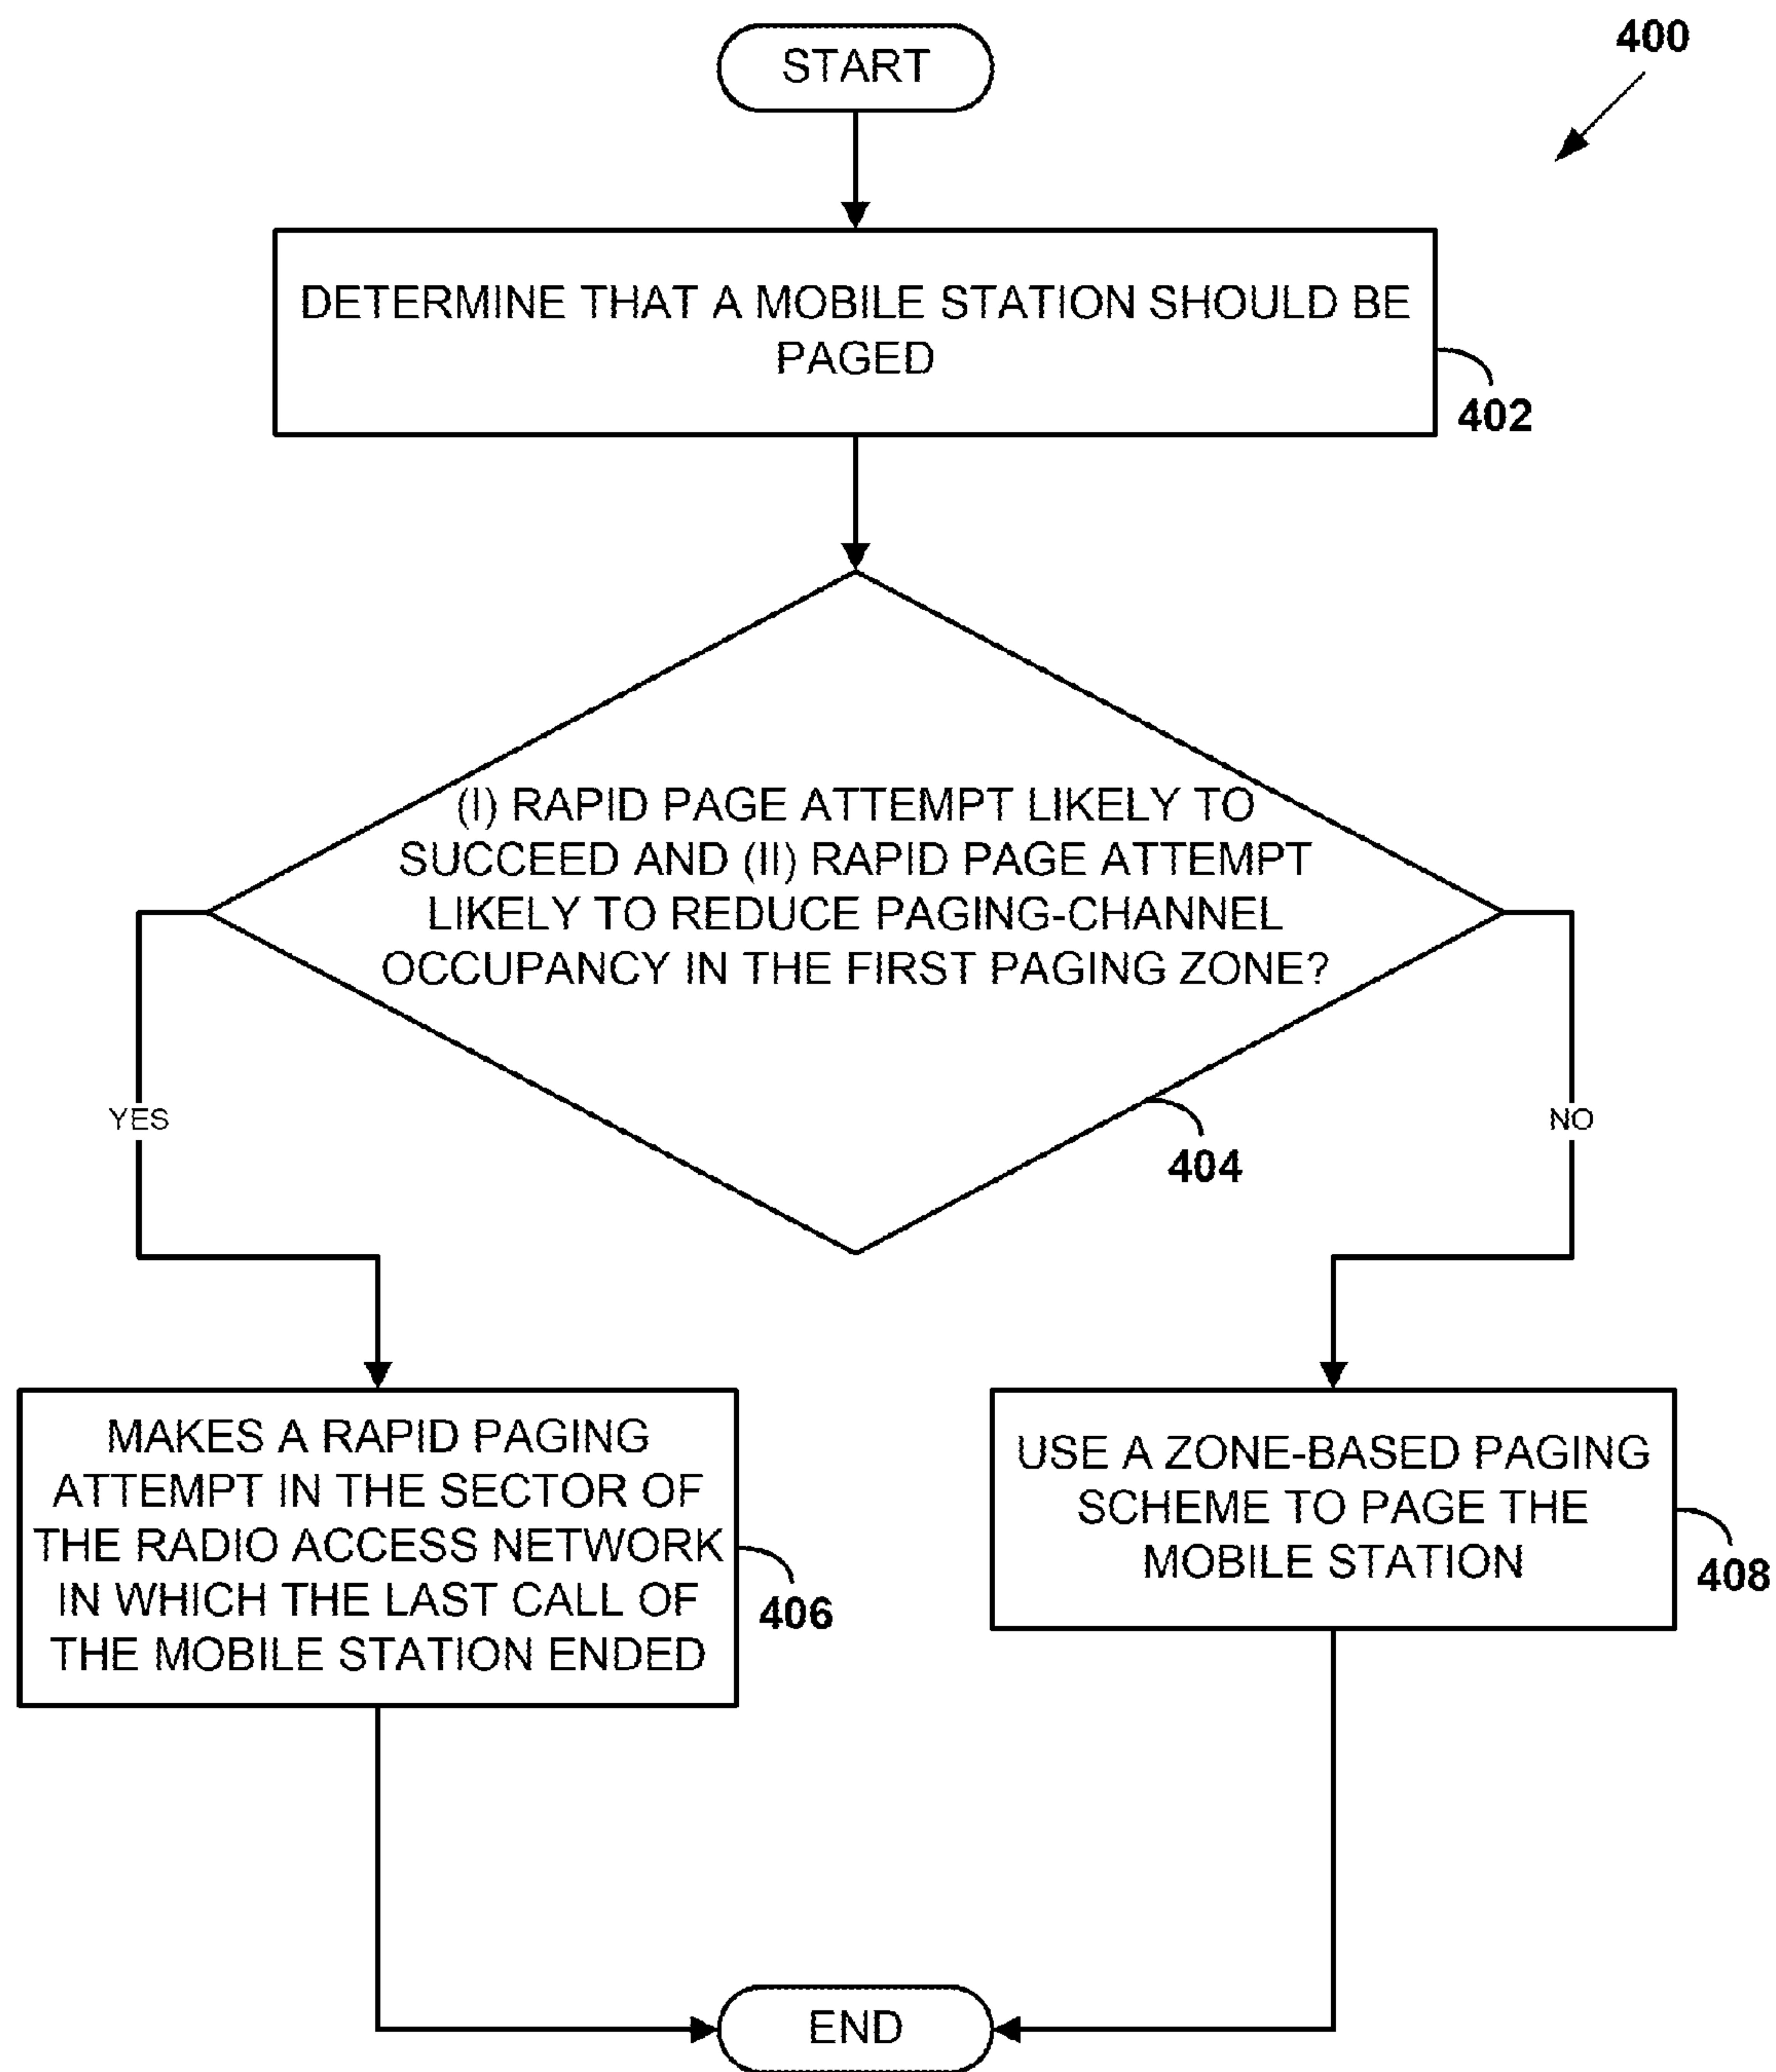 START
400
DETERMINE THAT A MOBILE STATION SHOULD BE
PAGED
402
(I) RAPID PAGE ATTEMPT LIKELY TO
SUCCEED AND (II) RAPID PAGE ATTEMPT
LIKELY TO REDUCE PAGING-CHANNEL
OCCUPANCY IN THE FIRST PAGING ZONE?
404
YES
NO
MAKES A RAPID PAGING
ATTEMPT IN THE SECTOR OF
THE RADIO ACCESS NETWORK
IN WHICH THE LAST CALL OF
THE MOBILE STATION ENDED
406
USE A ZONE-BASED PAGING
SCHEME TO PAGE THE
MOBILE STATION
408
END